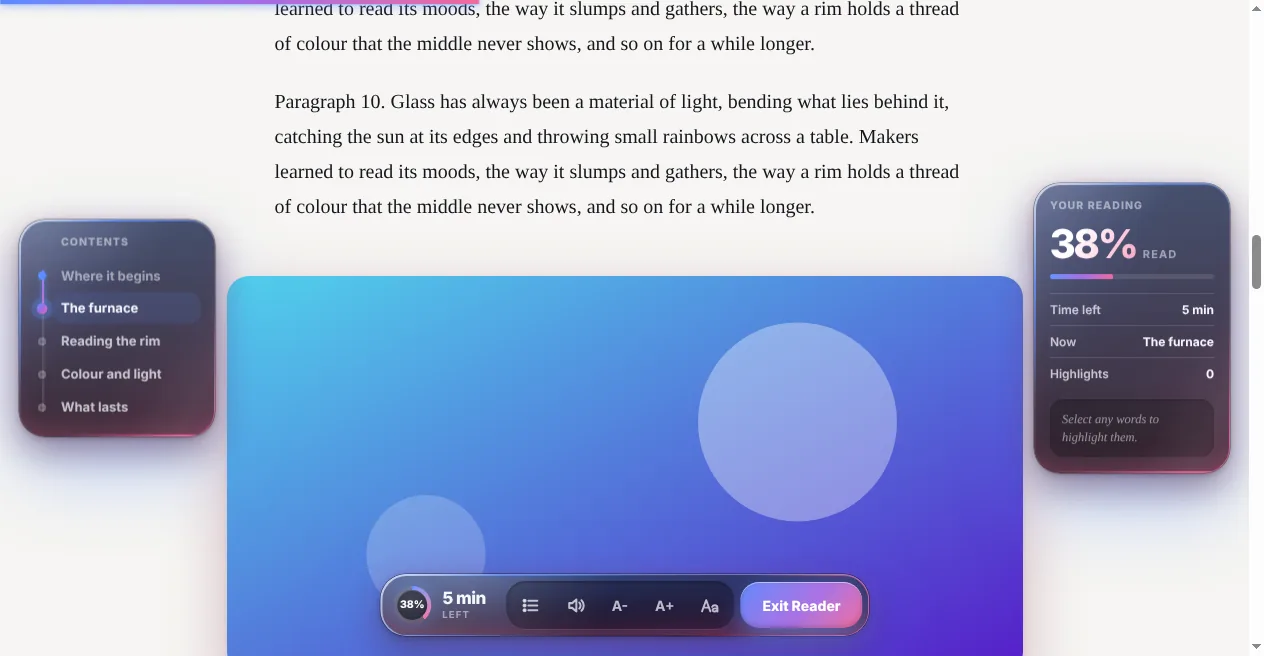 learned to read its moods, the way it slumps and gathers, the way a rim holds a thread
of colour that the middle never shows, and so on for a while longer.
Paragraph 10. Glass has always been a material of light, bending what lies behind it,
catching the sun at its edges and throwing small rainbows across a table. Makers
learned to read its moods, the way it slumps and gathers, the way a rim holds a thread
of colour that the middle never shows, and so on for a while longer.
CONTENTS
Where it begins
The furnace
Reading the rim
Colour and light
What lasts
YOUR READING
38% READ
Time left 5 min
Now The furnace
Highlights 0
Select any words to
highlight them.
38% 5 min
LEFT
A- A+ Aa
Exit Reader